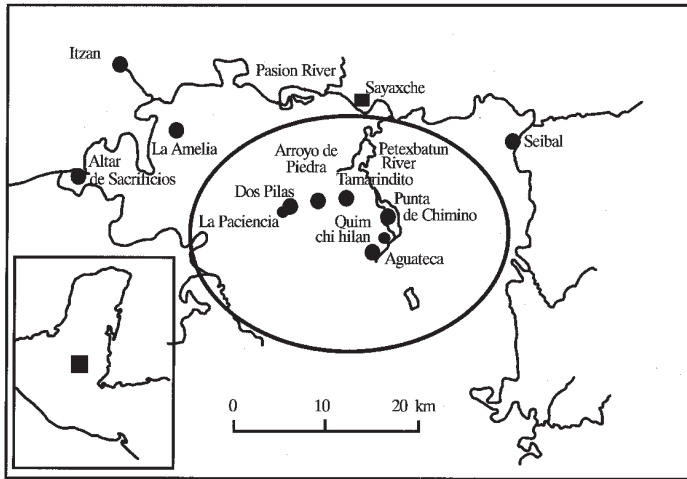 Itzan
Pasion River
Sayaxche
La Amelia
Seibal
Arroyo de
Piedra
Petexbatun
River
Altar
de Sacrificios
Tamarindito
Dos Pilas
La Paciencia
Punta
de Chimino
Quim
chi hilan
Aguateca
0 10 20 km